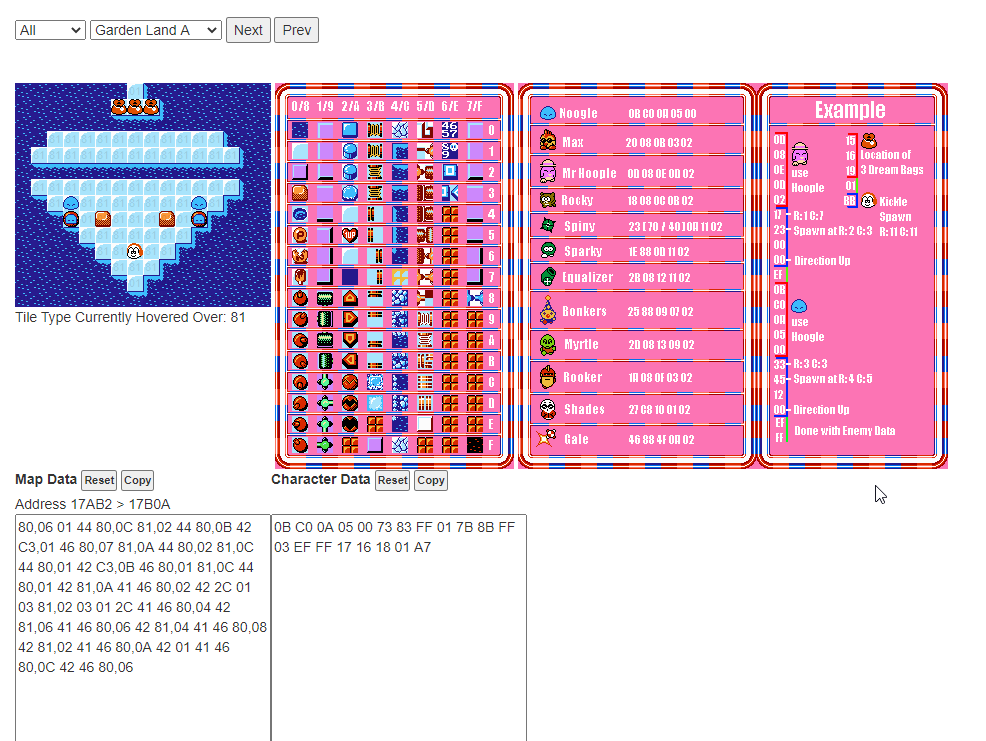 All
Garden Land A
Next
Prev
0/8 1/9 2/A 3/B 4/C 5/D 6/E 7/F
0
1
2
3
4
5
6
7
8
9
A
B
C
D
E
F
Noogle 0B C0 0A 05 00
Max 20 08 0B 03 02
Mr Hoople 0D 08 0E 0D 02
Rocky 18 08 0C 0B 02
Spiny 23 [70 / 40] 0A 11 02
Sparky 1E 88 0D 11 02
Equalizer 2B 08 12 11 02
Bonkers 25 88 09 07 02
Myrtle 2D 08 13 09 02
Rooker 1A 08 0F 03 02
Shades 27 C8 10 01 02
Gale 46 88 4F 0A 02
Example
0D
08
0E
0D
02
use
Hoople
17 R:1 C:7
23 Spawn at R: 2 C:3
00
00 Direction Up
EF
15
16
19
Location of
3 Dream Bags
01
BB
Kickle
Spawn
R:11 C:11
0B
C0
0A
05
00
use
Noogle
33 R:3 C:3
45 Spawn at R: 4 C:5
12
00 Direction Up
EF
FF
Done with Enemy Data
Tile Type Currently Hovered Over: 81
Map Data Reset Copy
Address 17AB2 > 17B0A
80,06 01 44 80,0C 81,02 44 80,0B 42
C3,01 46 80,07 81,0A 44 80,02 81,0C
44 80,01 42 C3,0B 46 80,01 81,0C 44
80,01 42 81,0A 41 46 80,02 42 2C 01
03 81,02 03 01 2C 41 46 80,04 42
81,06 41 46 80,06 42 81,04 41 46 80,08
42 81,02 41 46 80,0A 42 01 41 46
80,0C 42 46 80,06
Character Data Reset Copy
0B C0 0A 05 00 73 83 FF 01 7B 8B FF
03 EF FF 17 16 18 01 A7